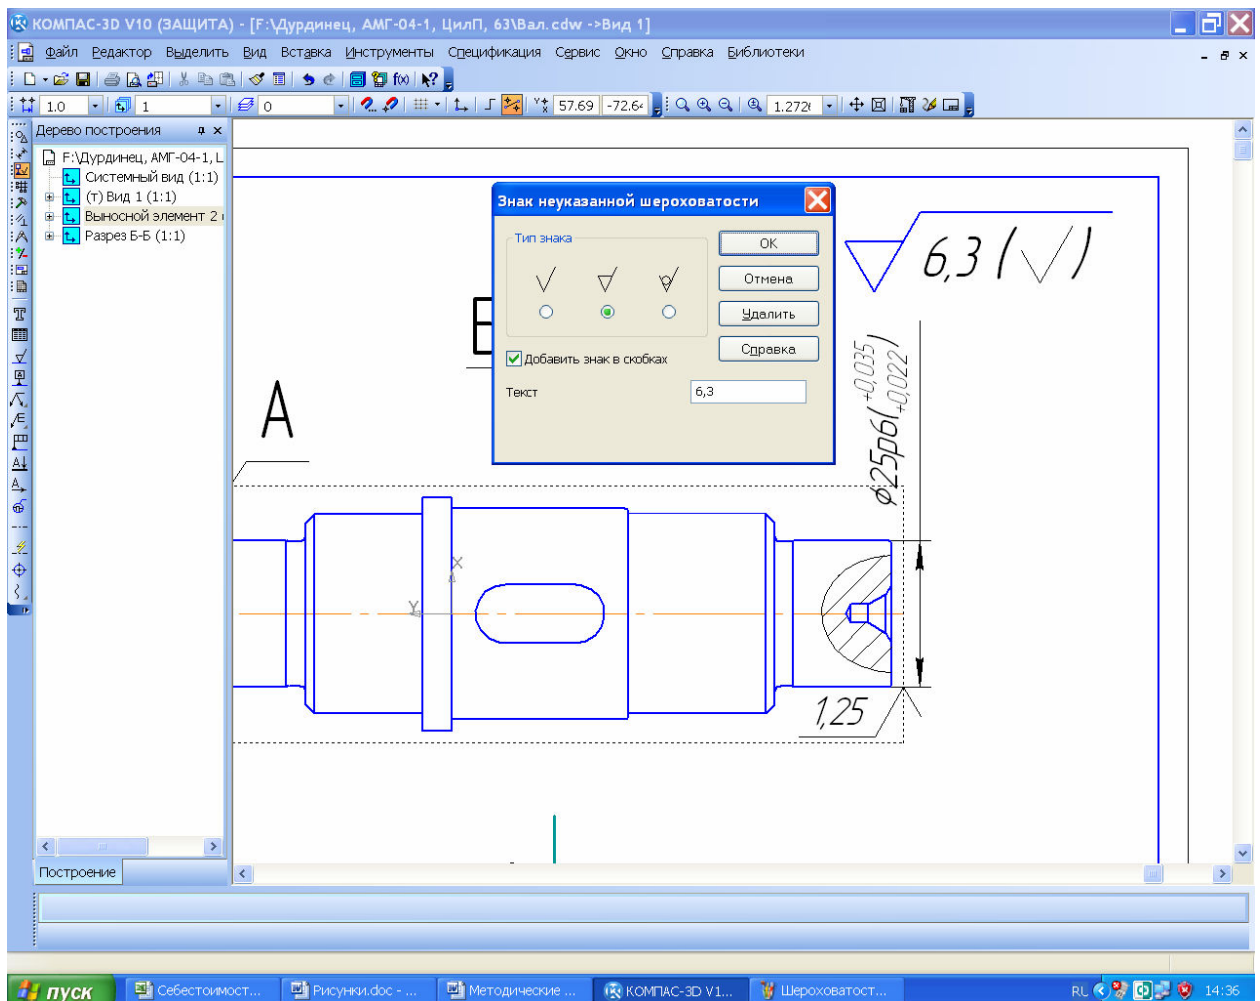 КОМПАС-3D V10 (ЗАЩИТА) - [F:\Дурдинец, АМГ-04-1, ЦилП, 63\Вал.cdw ->Вид 1]
Файл Редактор Выделить Вид Вставка Инструменты Спецификация Сервис Окно Справка Библиотеки
1.0 1 0 57.69 -72.64 1.272
Дерево построения
F:\Дурдинец, АМГ-04-1, L
Системный вид (1:1)
(т) Вид 1 (1:1)
Выносной элемент 2
Разрез Б-Б (1:1)
Построение
Знак неуказанной шероховатости
Тип знака
OK
Отмена
Удалить
Справка
Добавить знак в скобках
Текст 6,3
6,3 (√)
А
ϕ25p6(+0,035 +0,022)
X
Y
1,25
пуск Себестоимост... Рисунки.doc - ... Методические ... КОМПАС-3D V1... Шероховатост... RU 14:36